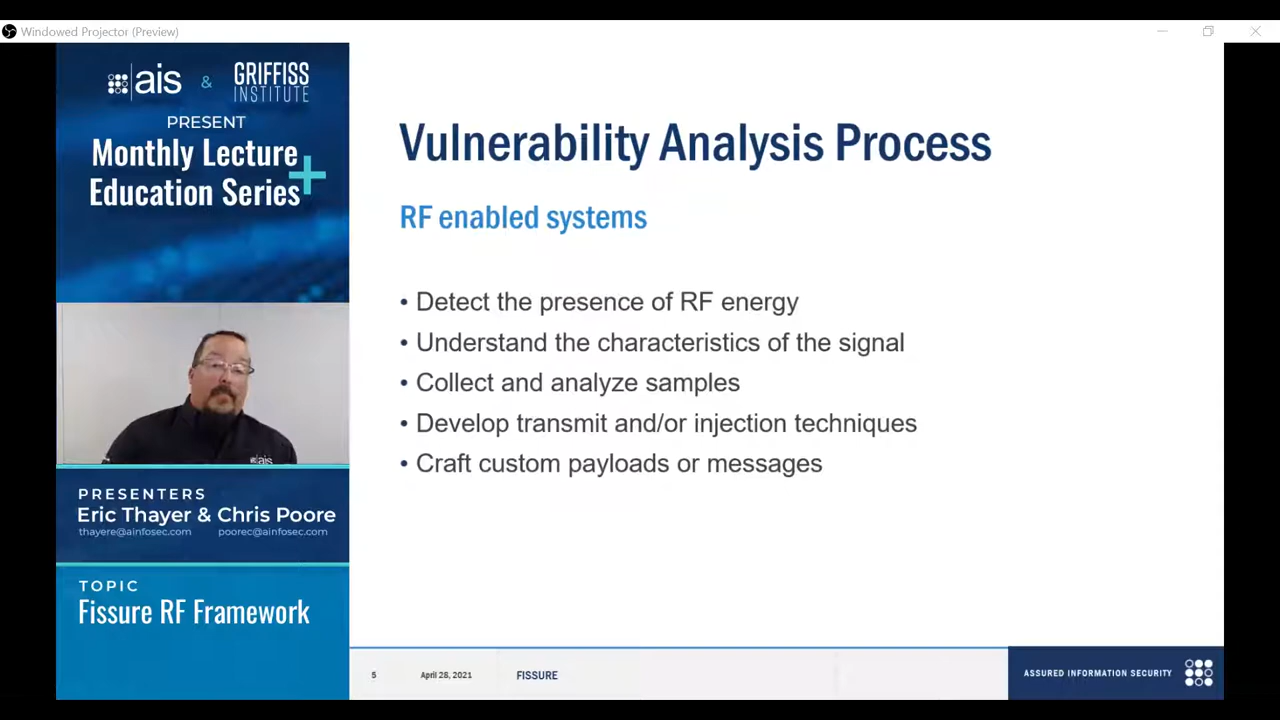 Windowed Projector (Preview)
ais & GRIFFISS INSTITUTE
PRESENT
Monthly Lecture
Education Series+
PRESENTERS
Eric Thayer & Chris Poore
thayere@ainfosec.com poorec@ainfosec.com
TOPIC
Fissure RF Framework
Vulnerability Analysis Process
RF enabled systems
• Detect the presence of RF energy
• Understand the characteristics of the signal
• Collect and analyze samples
• Develop transmit and/or injection techniques
• Craft custom payloads or messages
5 April 28, 2021 FISSURE
ASSURED INFORMATION SECURITY
ais